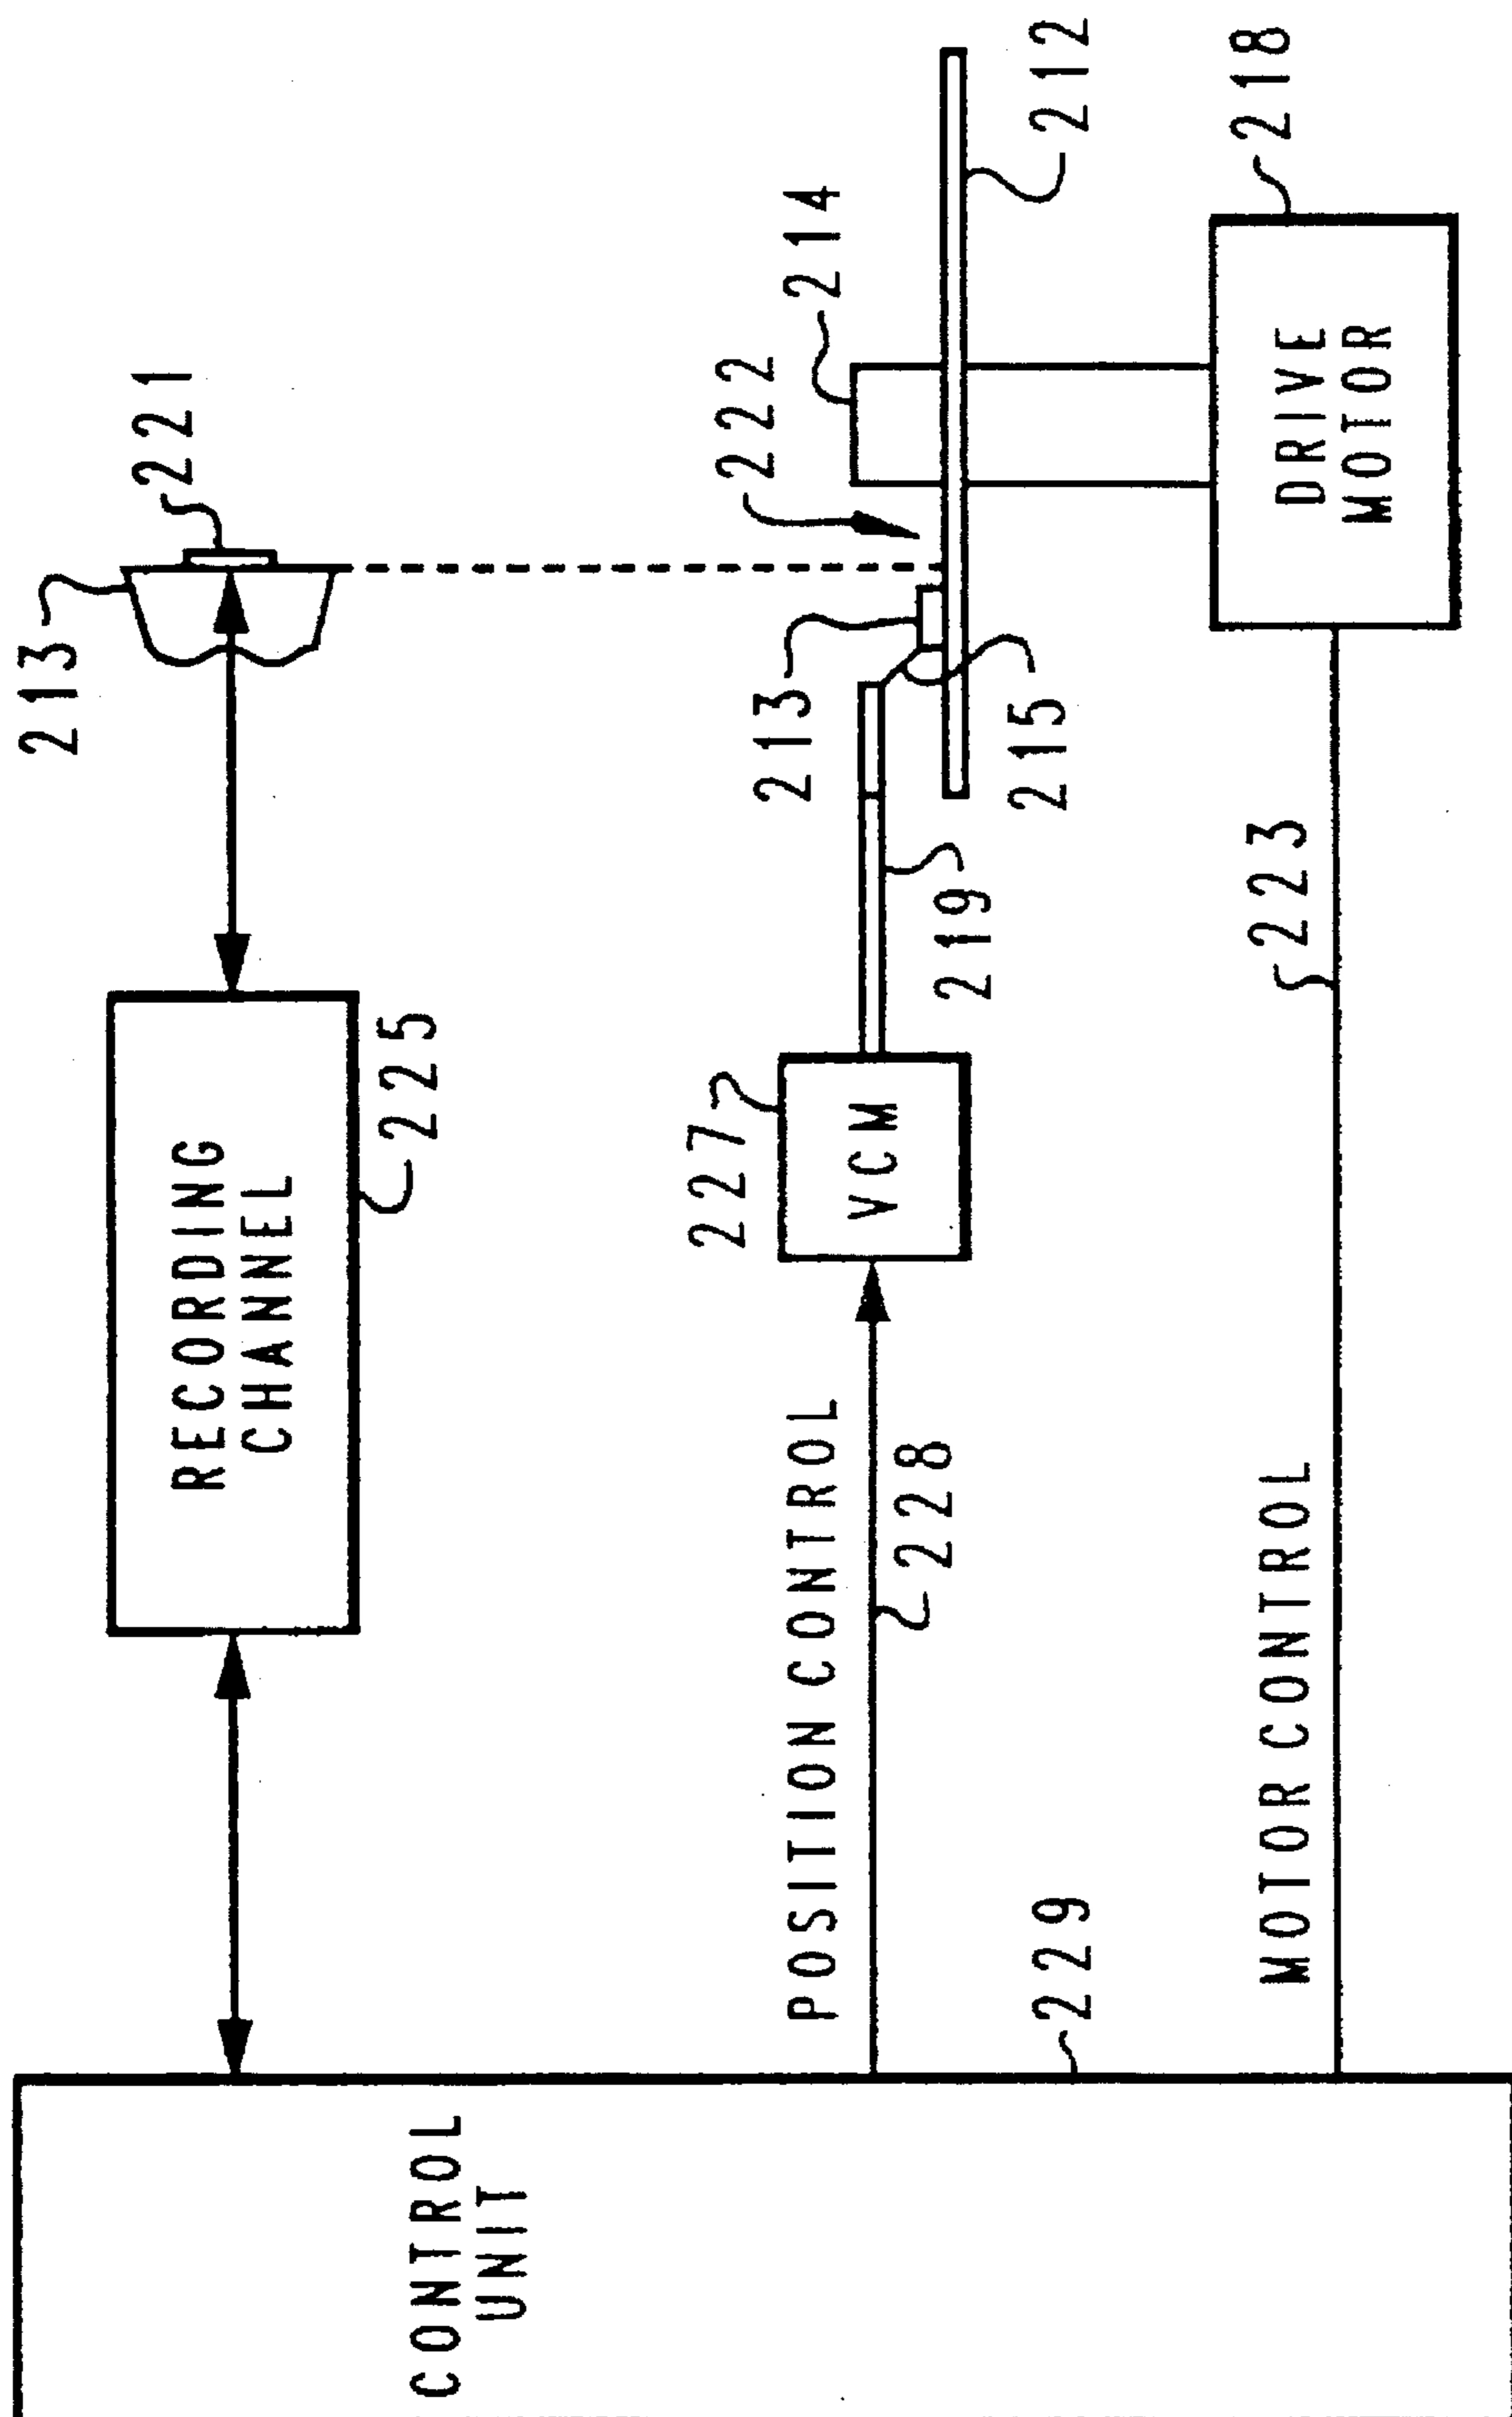 213
221
RECORDING
CHANNEL
225
222
214
212
213
215
219
227
VCM
POSITION CONTROL
228
218
DRIVE
MOTOR
223
MOTOR CONTROL
229
CONTROL
UNIT